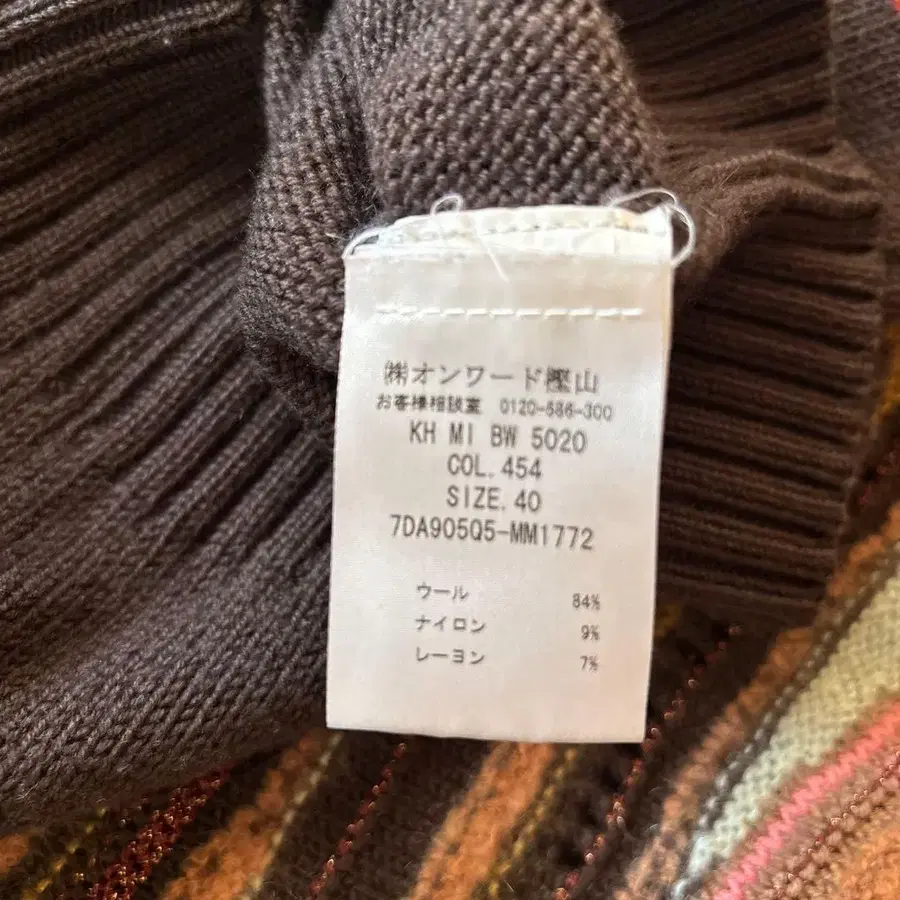 ㈱オンワード樫山
お客様相談室 0120-586-300
KH MI BW 5020
COL.454
SIZE.40
7DA905Q5-MM1772
ウール 84%
ナイロン 9%
レーヨン 7%